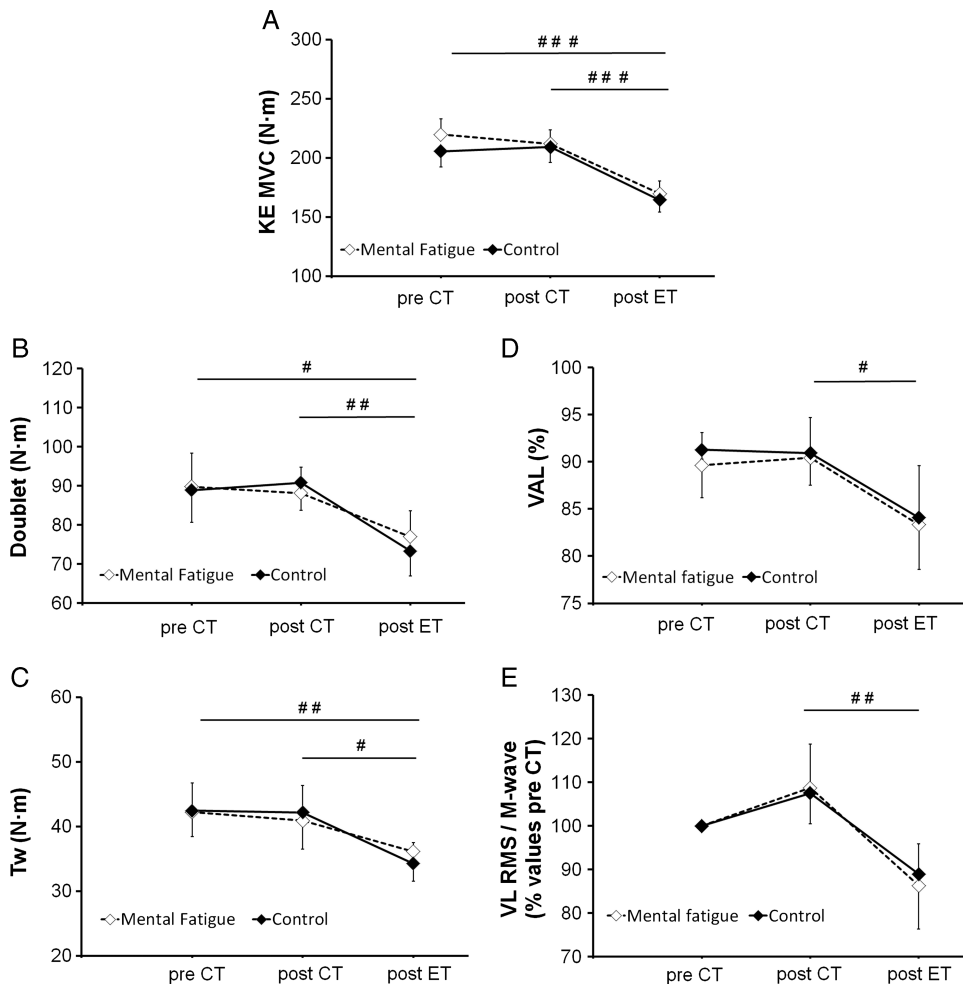 A
KE MVC (N·m)
300
250
200
150
100
# # #
# # #
Mental Fatigue Control
pre CT post CT post ET
B
Doublet (N·m)
120
110
100
90
80
70
60
#
# #
Mental Fatigue Control
pre CT post CT post ET
D
VAL (%)
100
95
90
85
80
75
#
Mental fatigue Control
pre CT post CT post ET
C
Tw (N·m)
60
50
40
30
20
# #
#
Mental Fatigue Control
pre CT post CT post ET
E
VL RMS / M-wave
(% values pre CT)
130
120
110
100
90
80
70
# #
Mental fatigue Control
pre CT post CT post ET